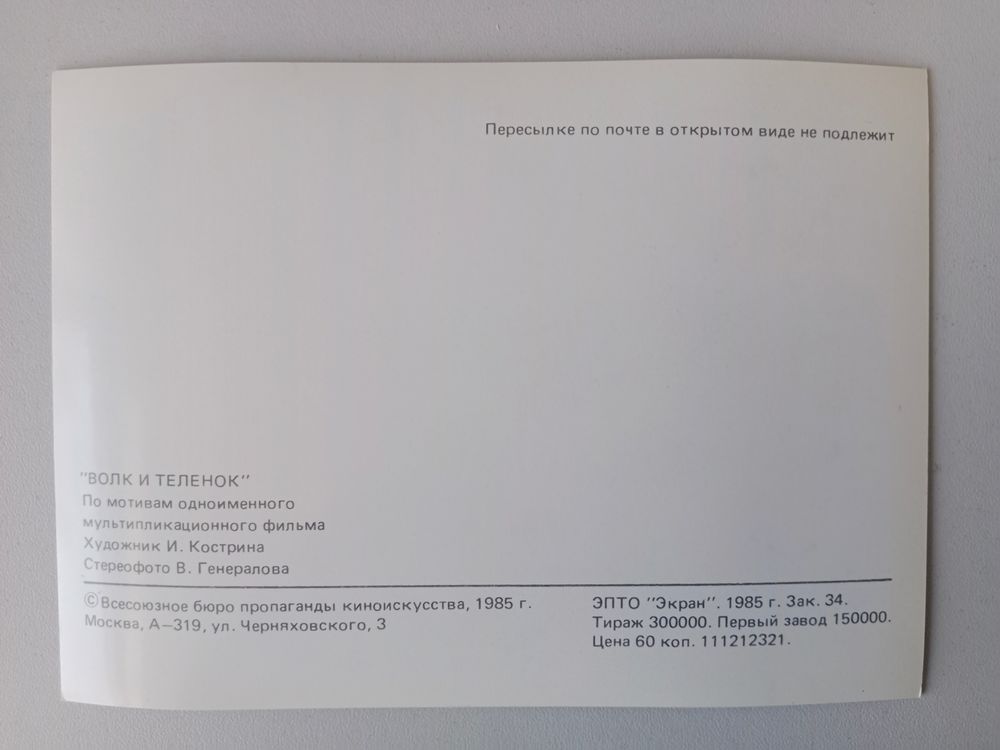 Пересылке по почте в открытом виде не подлежит
"ВОЛК И ТЕЛЕНОК"
По мотивам одноименного
мультипликационного фильма
Художник И. Кострина
Стереофото В. Генералова
©Всесоюзное бюро пропаганды киноискусства, 1985 г.
Москва, А—319, ул. Черняховского, 3
ЭПТО "Экран". 1985 г. Зак. 34.
Тираж 300000. Первый завод 150000.
Цена 60 коп. 111212321.